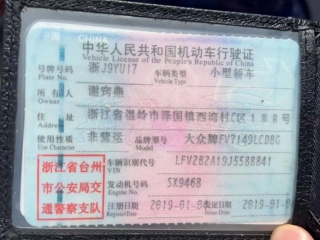 CHINA
中华人民共和国机动车行驶证
Vehicle License of the People's Republic of China
号牌号码 浙J9YU17 车辆类型 小型轿车
Plate No. Vehicle Type
所有人
Owner
住址 浙江省温岭市泽国镇西湾村C区188号
Address
使用性质 非营运 品牌型号 大众牌FV7149LCDBG
Use Character Model
浙江省台州
市公安局交
通警察支队
车辆识别代号 LFV2B2A19J5588841
VIN
发动机号码 SX9468
Engine No.
注册日期 2019-01-0 发证日期 2019-01-0
Register Date Issue Date